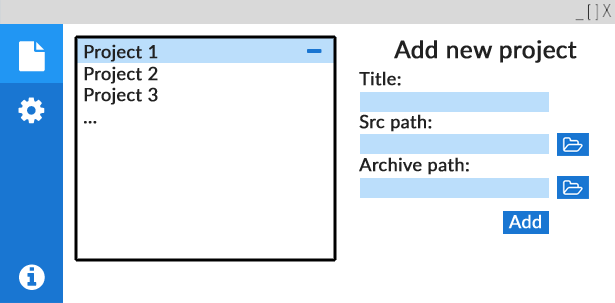 _ [ ] X
Project 1
Project 2
Project 3
...
Add new project
Title:
Src path:
Archive path:
Add